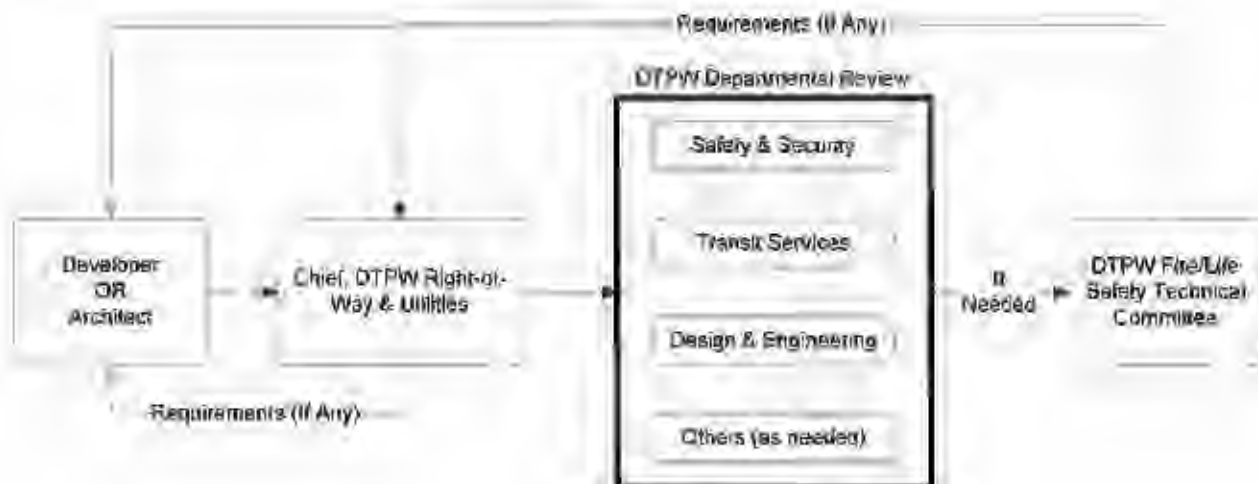 Requirements (If Any)
DTPW Departmental Review
Safety & Security
Transit Services
Design & Engineering
Others (as needed)
Developer
OR
Architect
Chief, DTPW Right-of-
Way & Utilities
If
Needed
DTPW Fire/Life
Safety Technical
Committee
Requirements (If Any)